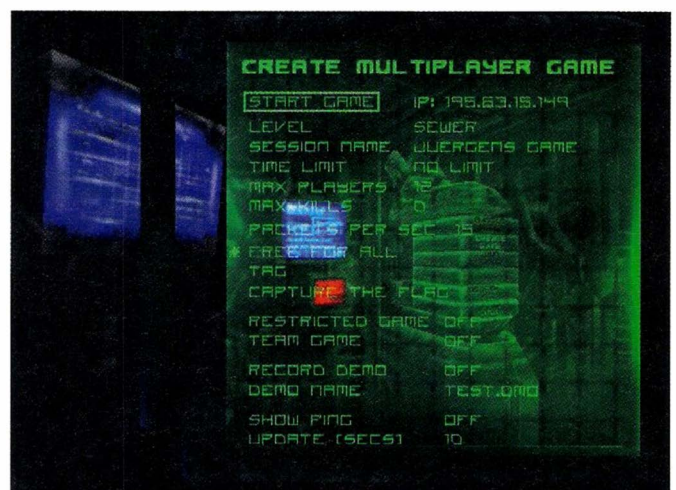 CREATE MULTIPLAYER GAME
START GAME IP: 195.63.15.149
LEVEL SEWER
SESSION NAME JUERGENS GAME
TIME LIMIT NO LIMIT
MAX PLAYERS 12
MAX KILLS 0
PACKETS PER SEC 15
* FREE FOR ALL
TAG
CAPTURE THE FLAG
RESTRICTED GAME OFF
TEAM GAME OFF
RECORD DEMO OFF
DEMO NAME TEST.DMO
SHOW PING OFF
UPDATE [SECS] 10